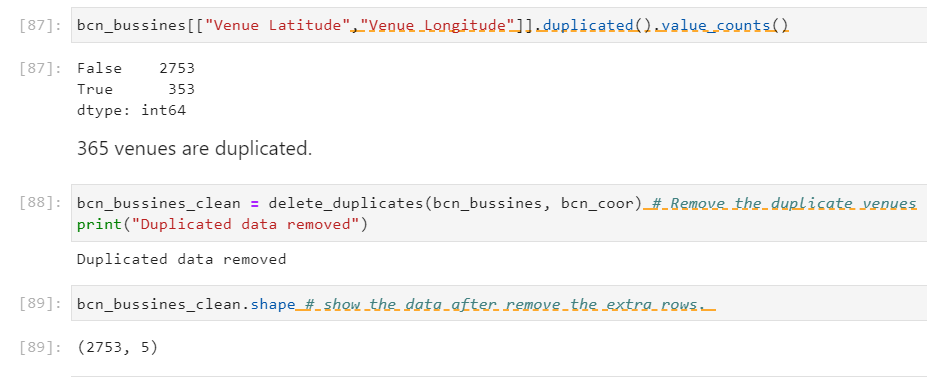 [87]: bcn_bussines[["Venue Latitude","Venue Longitude"]].duplicated().value_counts()
[87]: False    2753
True      353
dtype: int64
365 venues are duplicated.
[88]: bcn_bussines_clean = delete_duplicates(bcn_bussines, bcn_coor) # Remove the duplicate venues
print("Duplicated data removed")
Duplicated data removed
[89]: bcn_bussines_clean.shape # show the data after remove the extra rows.
[89]: (2753, 5)